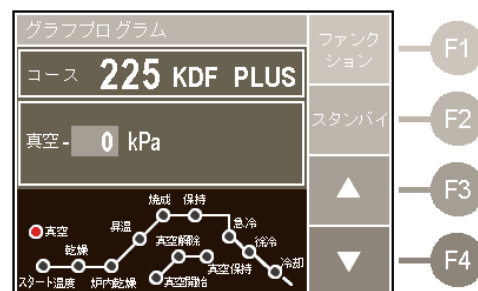 グラフプログラム
ファンク
ション
F1
コース 225 KDF PLUS
スタンバイ
F2
真空 - 0 kPa
F3
焼成 保持
真空 昇温 真空解除 急冷
乾燥 徐冷
真空保持 冷却
スタート温度 炉内乾燥 真空開始
F4